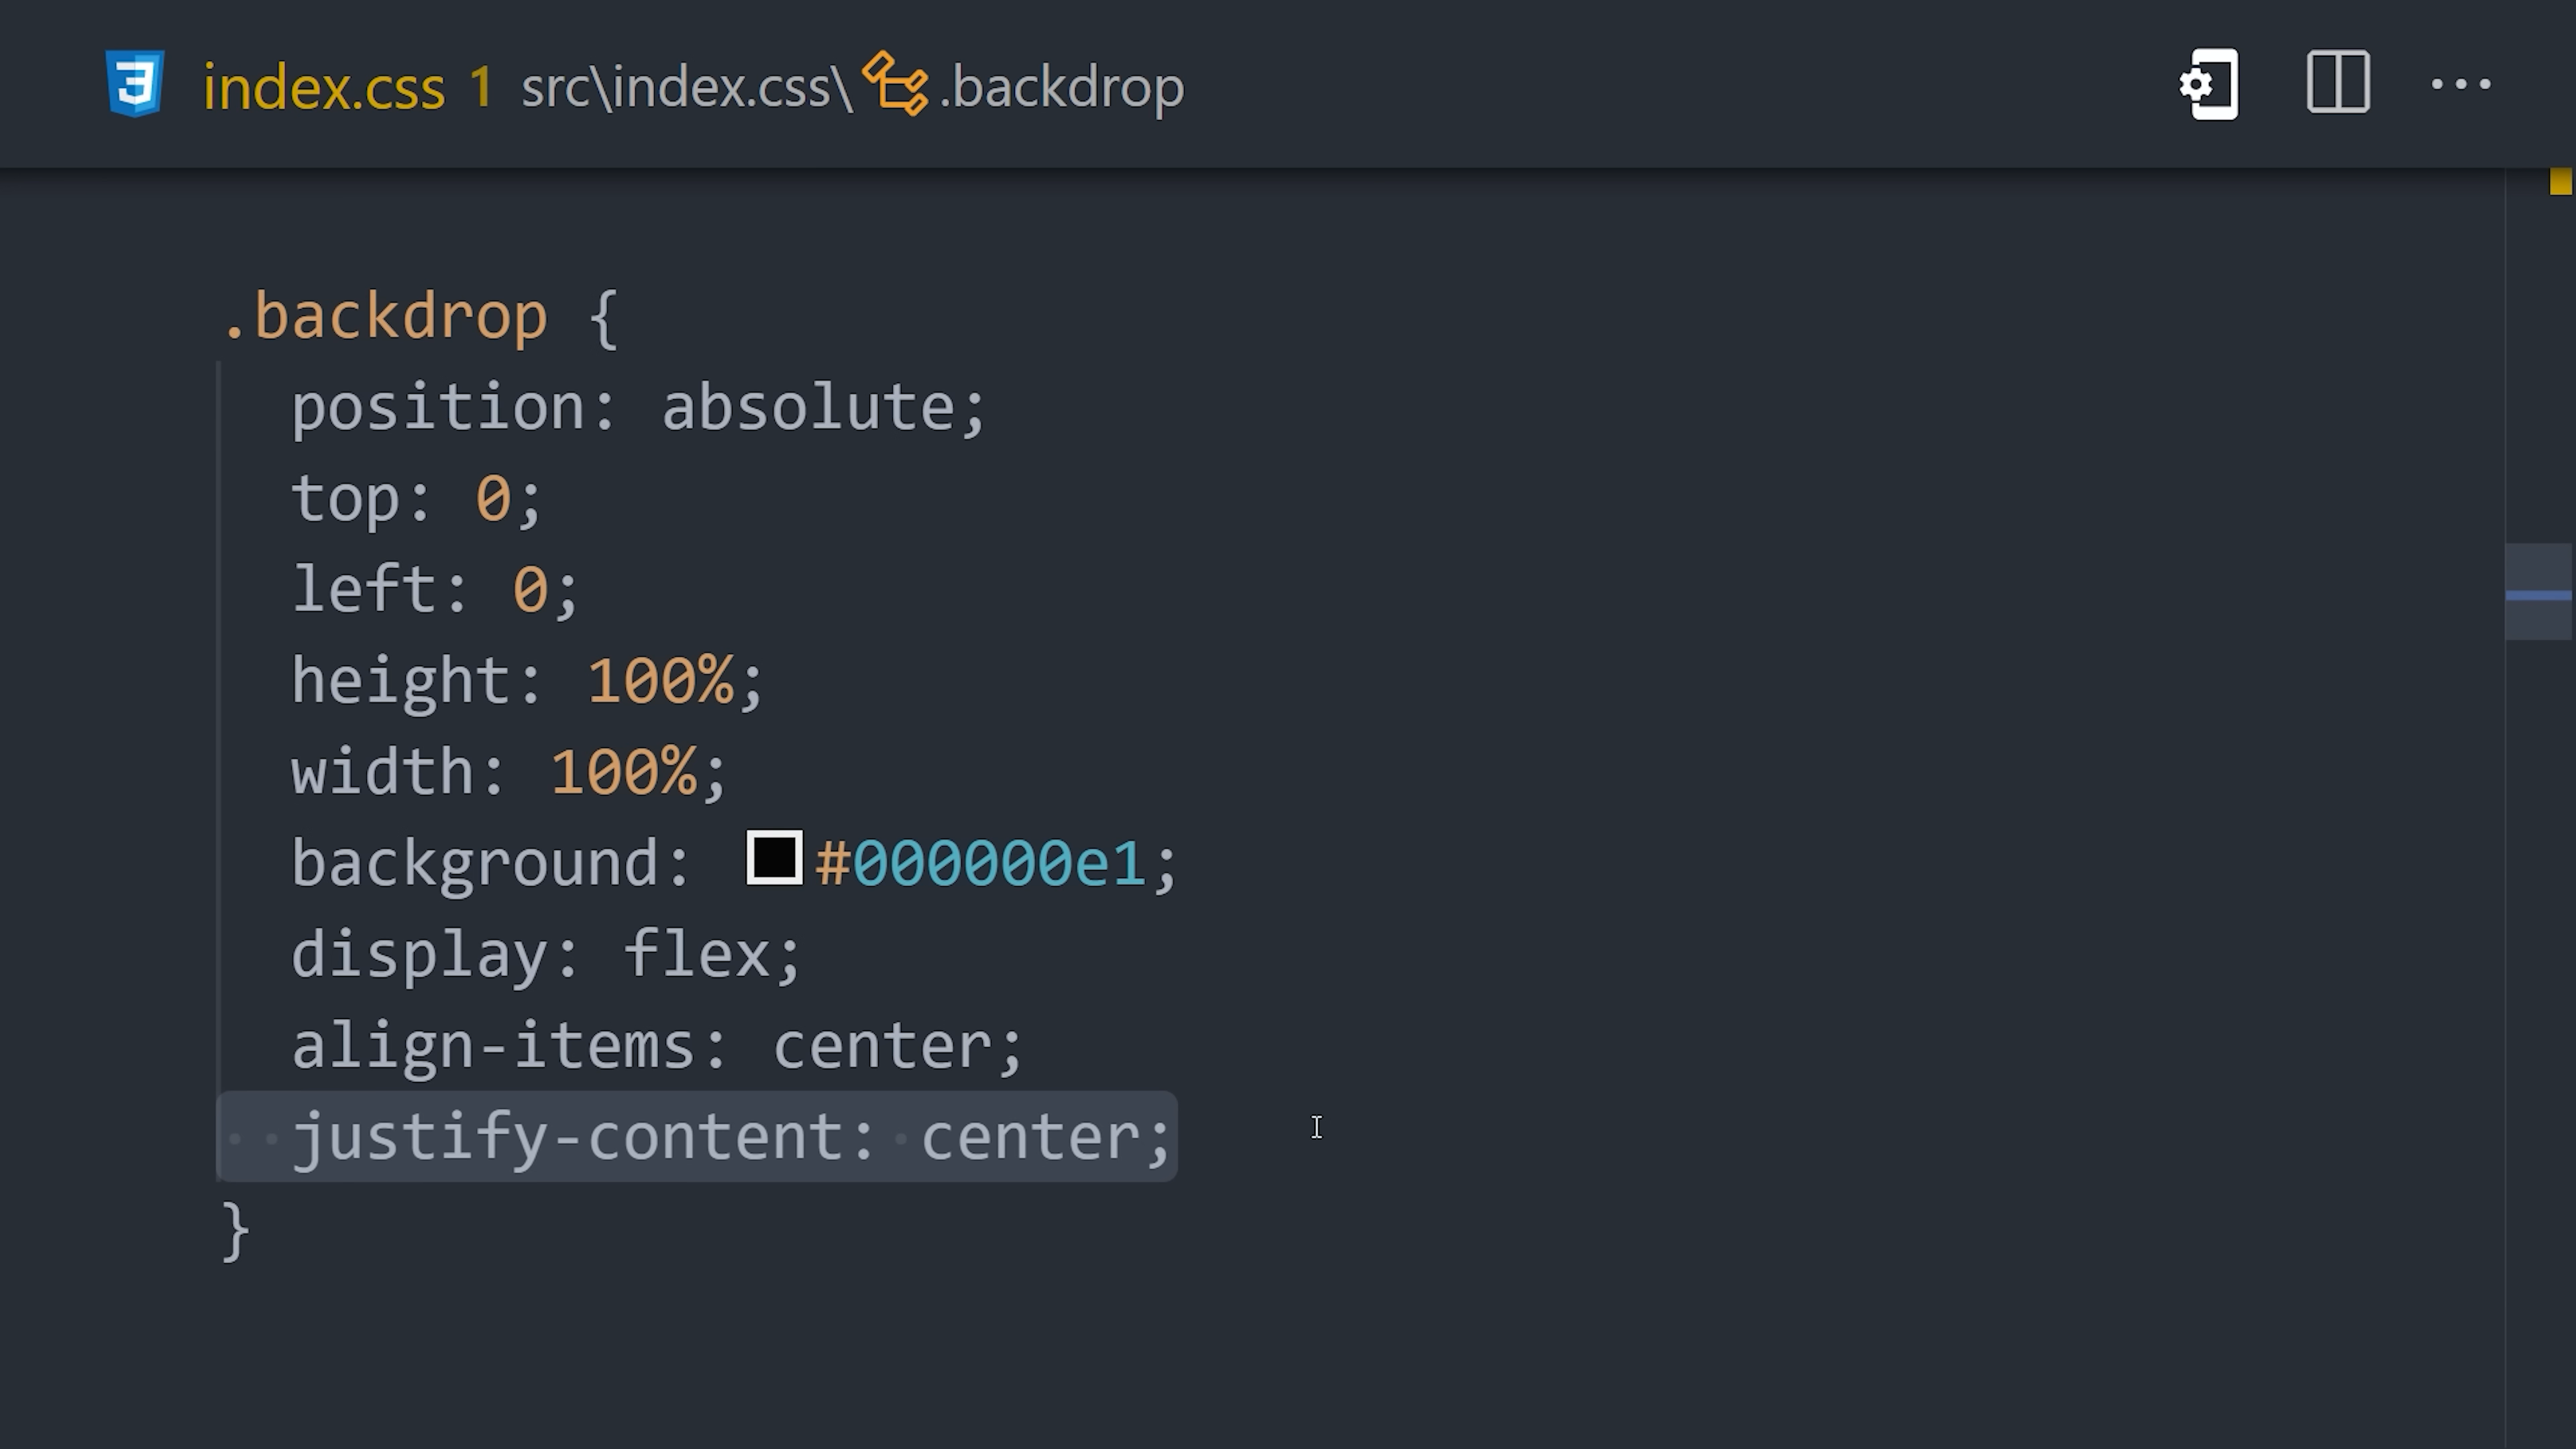 index.css 1 src\index.css\ .backdrop
.backdrop {
position: absolute;
top: 0;
left: 0;
height: 100%;
width: 100%;
background: #000000e1;
display: flex;
align-items: center;
justify-content: center;
}